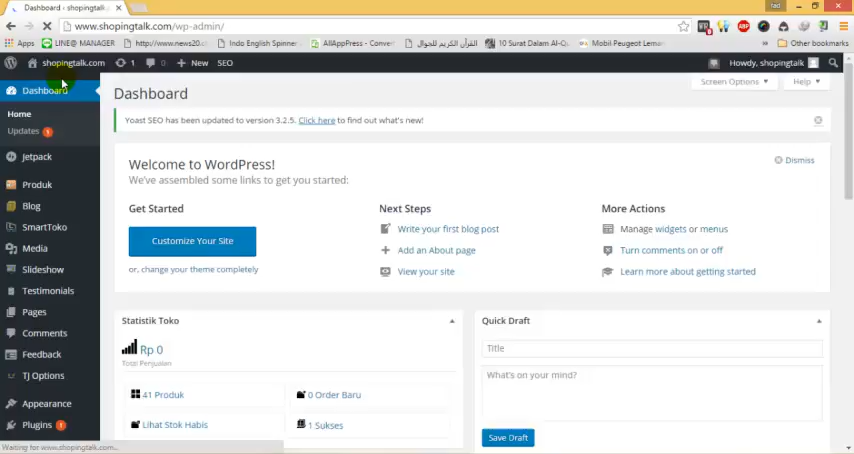 Dashboard ‹ shopingtalk
rad
www.shopingtalk.com/wp-admin/
Apps LINE@ MANAGER http://www.news20 Indo English Spinner AllAppPress - Conver القرآن الكريم للجوال 10 Surat Dalam Al-Q Mobil Peugeot Leman Other bookmarks
shopingtalk.com 1 0 New SEO Howdy, shopingtalk
Dashboard
Home
Updates 1
Jetpack
Produk
Blog
SmartToko
Media
Slideshow
Testimonials
Pages
Comments
Feedback
TJ Options
Appearance
Plugins 1
Waiting for www.shopingtalk.com...
Screen Options Help
Dashboard
Yoast SEO has been updated to version 3.2.5. Click here to find out what's new!
Welcome to WordPress!
We've assembled some links to get you started:
Dismiss
Get Started
Customize Your Site
or, change your theme completely
Next Steps
Write your first blog post
Add an About page
View your site
More Actions
Manage widgets or menus
Turn comments on or off
Learn more about getting started
Statistik Toko
Rp 0
Total Penjualan
41 Produk
0 Order Baru
Lihat Stok Habis
1 Sukses
Quick Draft
Title
What's on your mind?
Save Draft